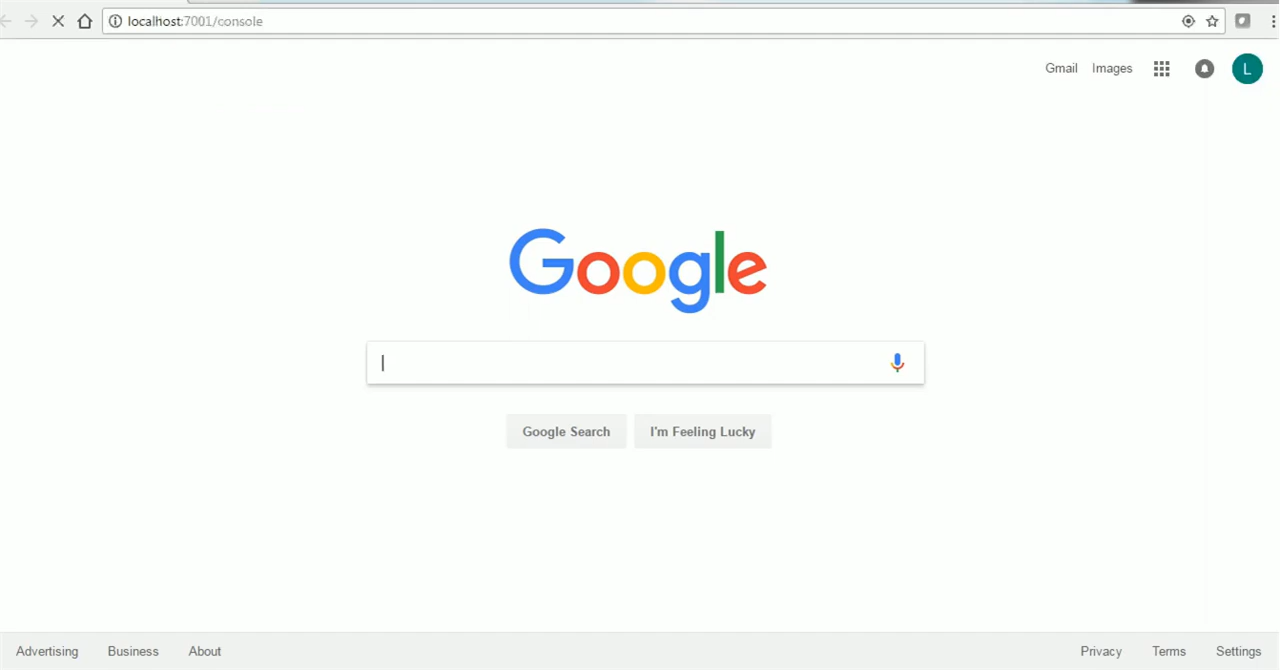 localhost:7001/console
Gmail Images L
Google
Google Search I'm Feeling Lucky
Advertising Business About Privacy Terms Settings